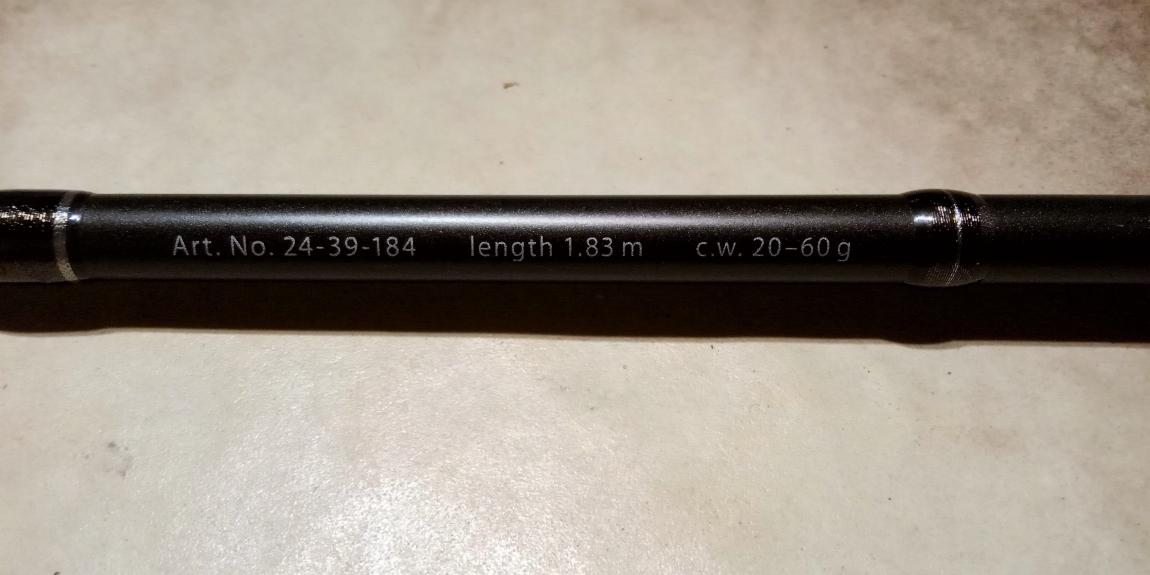 Art. No. 24-39-184 length 1.83 m c.w. 20–60 g